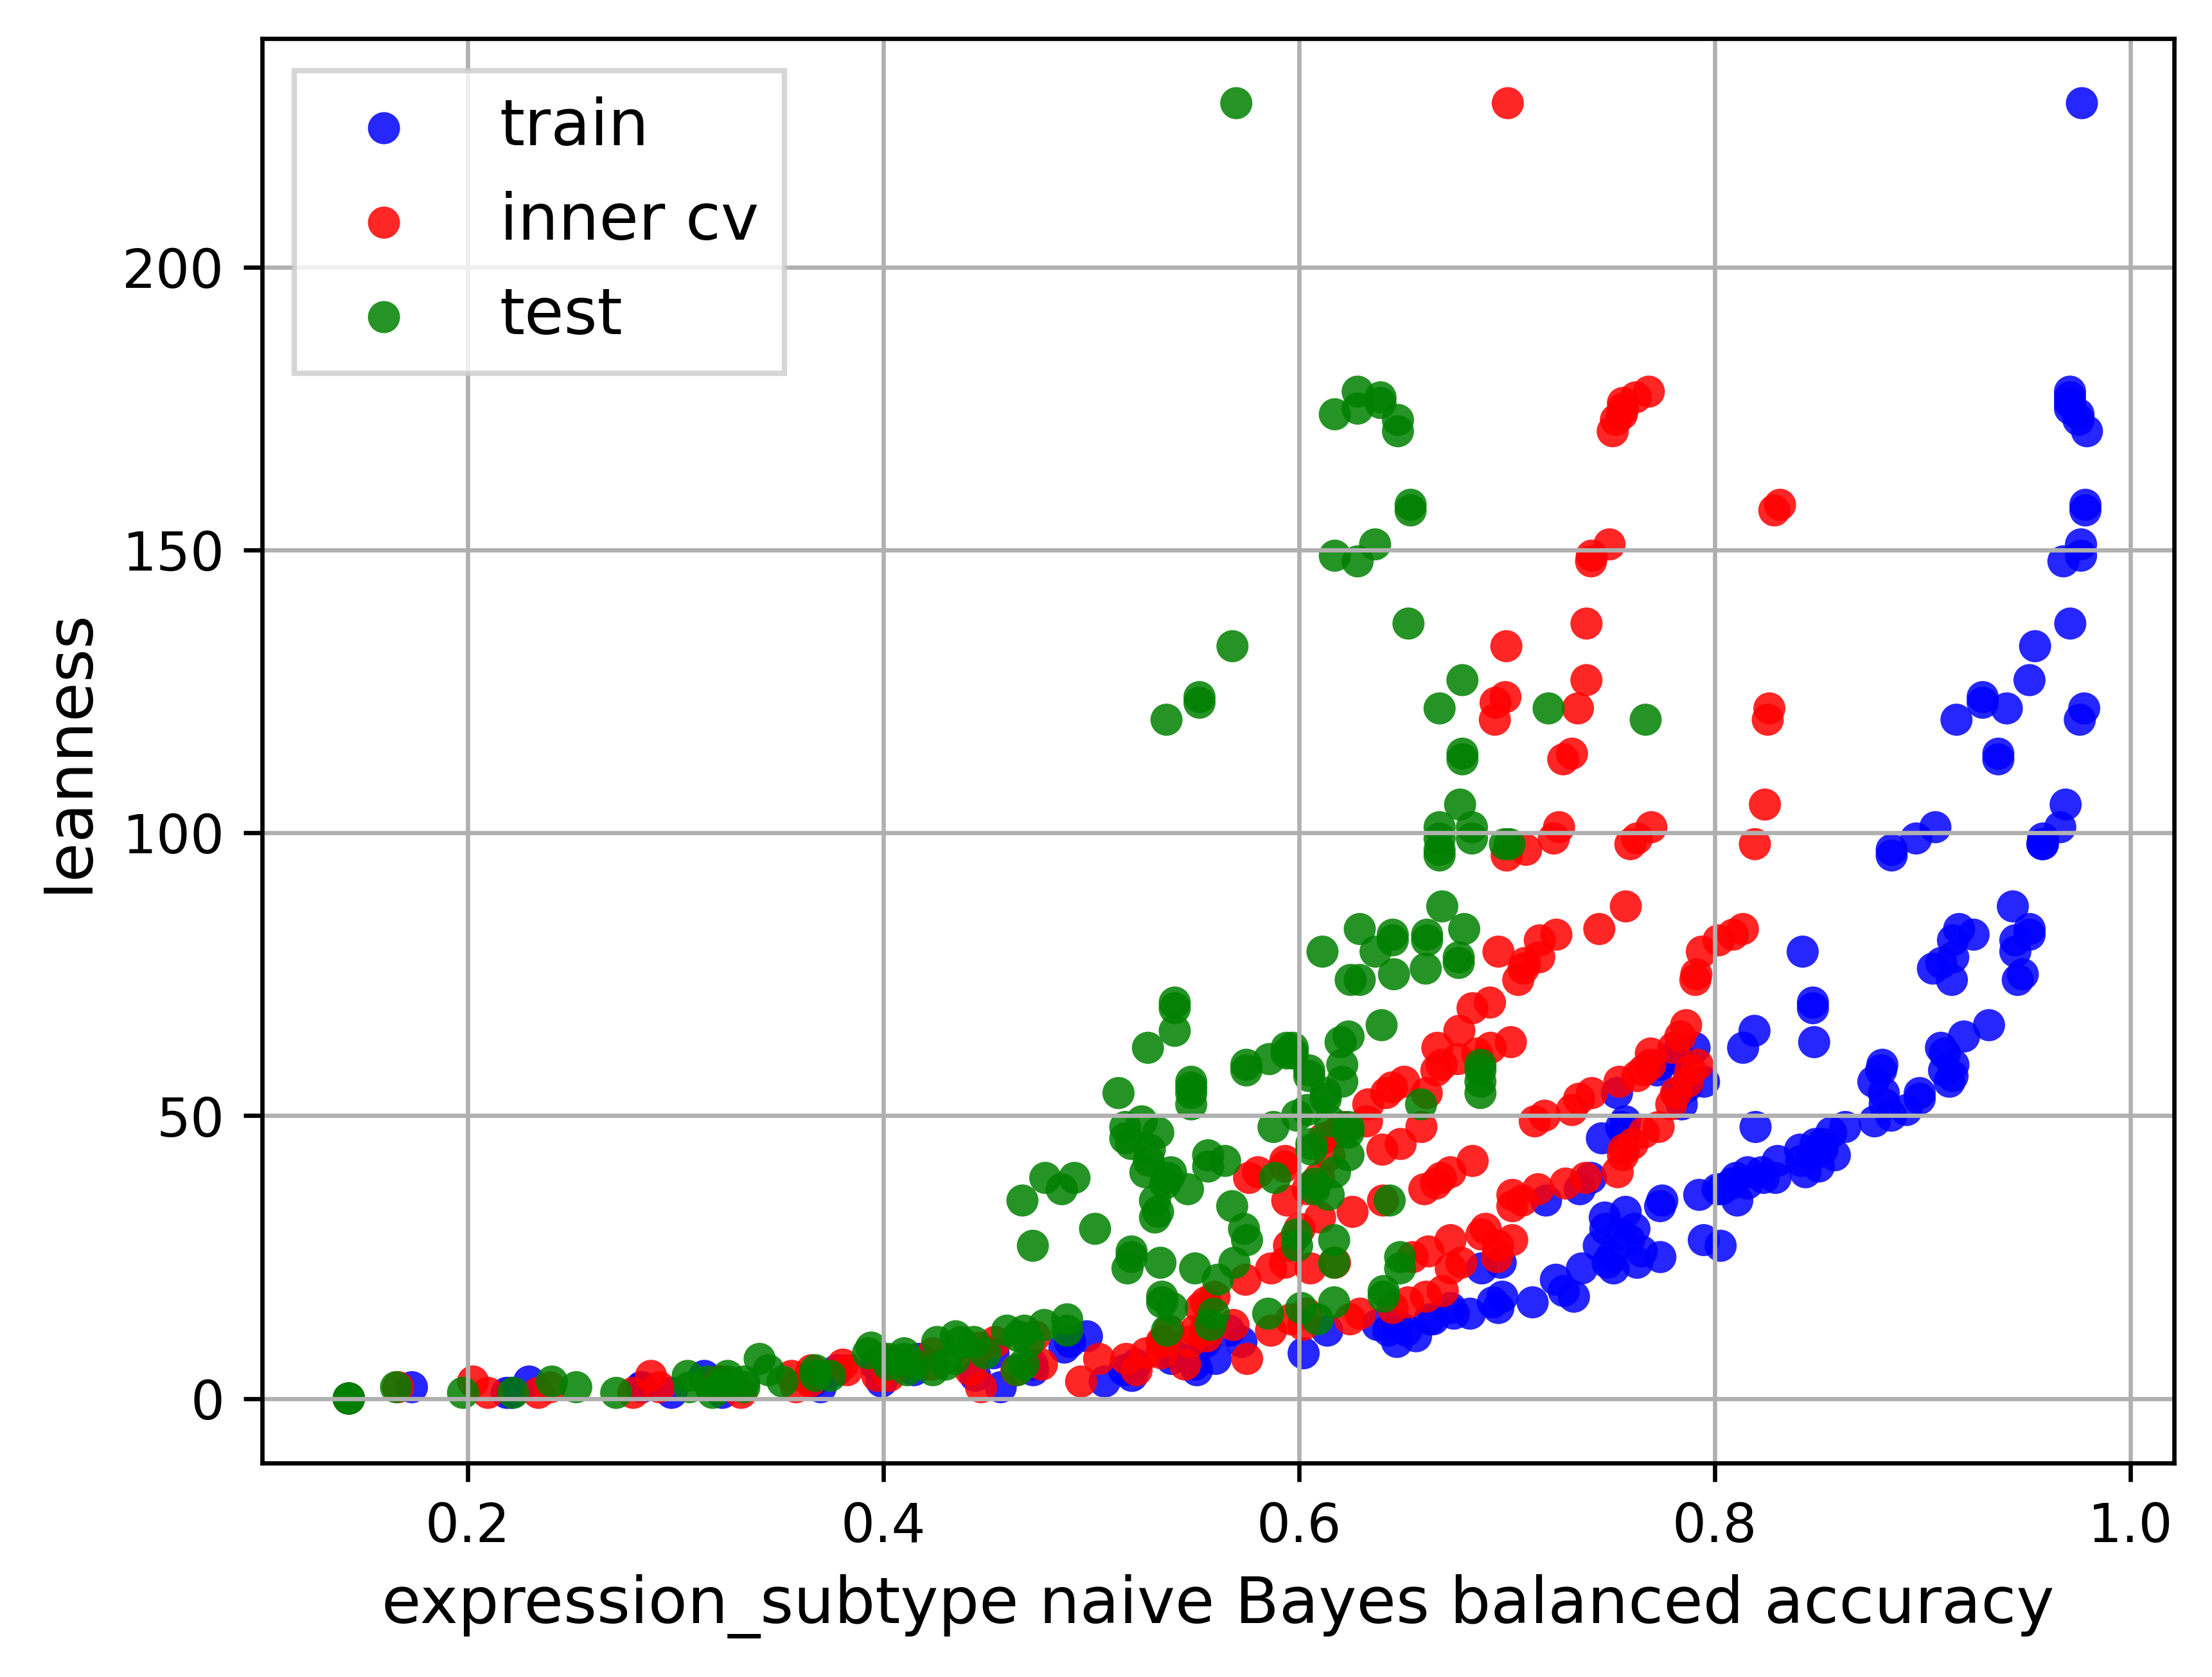 train
inner cv
test
200
150
100
50
0
leanness
0.2 0.4 0.6 0.8 1.0
expression_subtype naive Bayes balanced accuracy